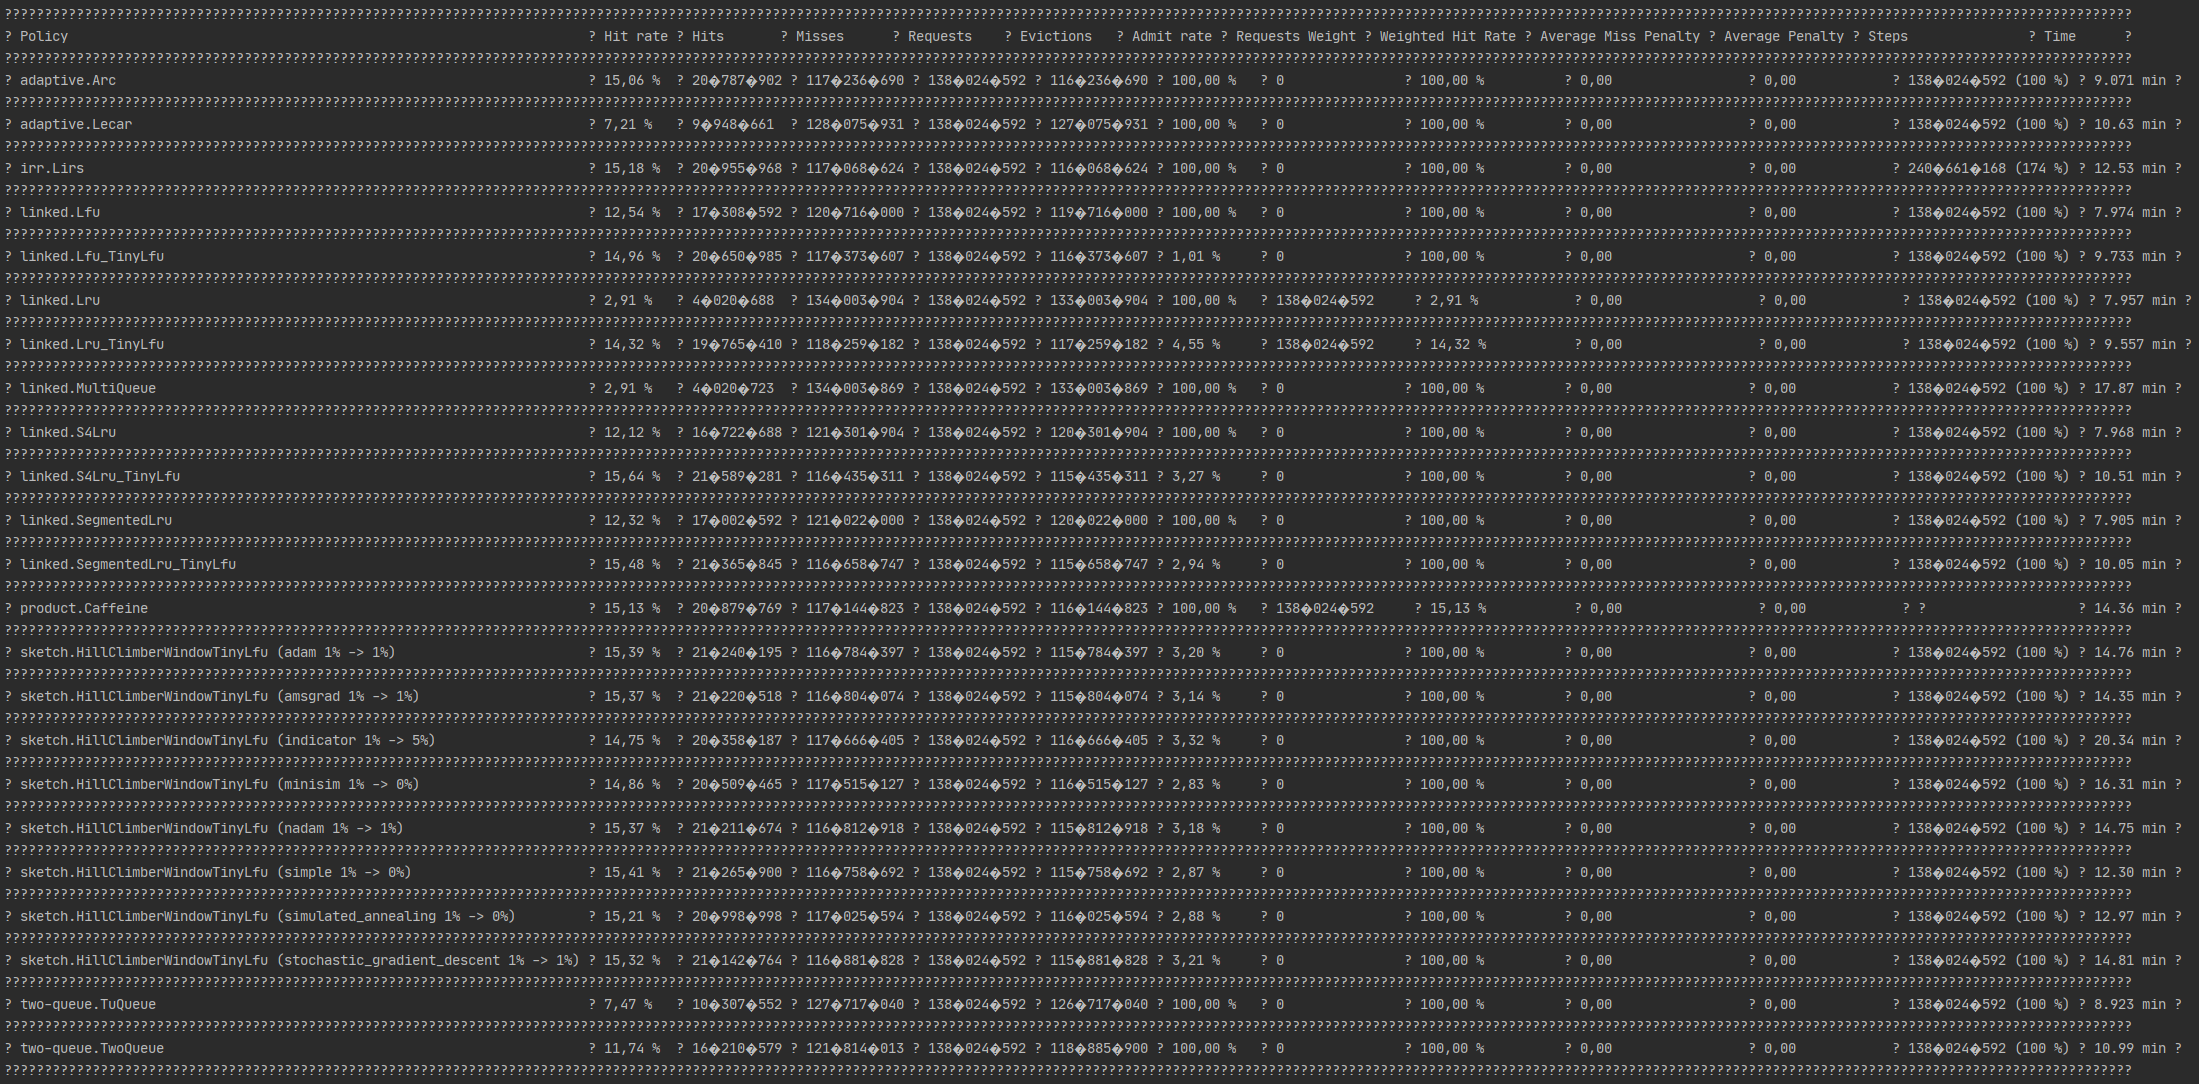 ? Policy ? Hit rate ? Hits ? Misses ? Requests ? Evictions ? Admit rate ? Requests Weight ? Weighted Hit Rate ? Average Miss Penalty ? Average Penalty ? Steps ? Time ?
? adaptive.Arc ? 15,06 % ? 20�787�902 ? 117�236�690 ? 138�024�592 ? 116�236�690 ? 100,00 % ? 0 ? 100,00 % ? 0,00 ? 0,00 ? 138�024�592 (100 %) ? 9.071 min ?
? adaptive.Lecar ? 7,21 % ? 9�948�661 ? 128�075�931 ? 138�024�592 ? 127�075�931 ? 100,00 % ? 0 ? 100,00 % ? 0,00 ? 0,00 ? 138�024�592 (100 %) ? 10.63 min ?
? irr.Lirs ? 15,18 % ? 20�955�968 ? 117�068�624 ? 138�024�592 ? 116�068�624 ? 100,00 % ? 0 ? 100,00 % ? 0,00 ? 0,00 ? 240�661�168 (174 %) ? 12.53 min ?
? linked.Lfu ? 12,54 % ? 17�308�592 ? 120�716�000 ? 138�024�592 ? 119�716�000 ? 100,00 % ? 0 ? 100,00 % ? 0,00 ? 0,00 ? 138�024�592 (100 %) ? 7.974 min ?
? linked.Lfu_TinyLfu ? 14,96 % ? 20�650�985 ? 117�373�607 ? 138�024�592 ? 116�373�607 ? 1,01 % ? 0 ? 100,00 % ? 0,00 ? 0,00 ? 138�024�592 (100 %) ? 9.733 min ?
? linked.Lru ? 2,91 % ? 4�020�688 ? 134�003�904 ? 138�024�592 ? 133�003�904 ? 100,00 % ? 138�024�592 ? 2,91 % ? 0,00 ? 0,00 ? 138�024�592 (100 %) ? 7.957 min ?
? linked.Lru_TinyLfu ? 14,32 % ? 19�765�410 ? 118�259�182 ? 138�024�592 ? 117�259�182 ? 4,55 % ? 138�024�592 ? 14,32 % ? 0,00 ? 0,00 ? 138�024�592 (100 %) ? 9.557 min ?
? linked.MultiQueue ? 2,91 % ? 4�020�723 ? 134�003�869 ? 138�024�592 ? 133�003�869 ? 100,00 % ? 0 ? 100,00 % ? 0,00 ? 0,00 ? 138�024�592 (100 %) ? 17.87 min ?
? linked.S4Lru ? 12,12 % ? 16�722�688 ? 121�301�904 ? 138�024�592 ? 120�301�904 ? 100,00 % ? 0 ? 100,00 % ? 0,00 ? 0,00 ? 138�024�592 (100 %) ? 7.968 min ?
? linked.S4Lru_TinyLfu ? 15,64 % ? 21�589�281 ? 116�435�311 ? 138�024�592 ? 115�435�311 ? 3,27 % ? 0 ? 100,00 % ? 0,00 ? 0,00 ? 138�024�592 (100 %) ? 10.51 min ?
? linked.SegmentedLru ? 12,32 % ? 17�002�592 ? 121�022�000 ? 138�024�592 ? 120�022�000 ? 100,00 % ? 0 ? 100,00 % ? 0,00 ? 0,00 ? 138�024�592 (100 %) ? 7.905 min ?
? linked.SegmentedLru_TinyLfu ? 15,48 % ? 21�365�845 ? 116�658�747 ? 138�024�592 ? 115�658�747 ? 2,94 % ? 0 ? 100,00 % ? 0,00 ? 0,00 ? 138�024�592 (100 %) ? 10.05 min ?
? product.Caffeine ? 15,13 % ? 20�879�769 ? 117�144�823 ? 138�024�592 ? 116�144�823 ? 100,00 % ? 138�024�592 ? 15,13 % ? 0,00 ? 0,00 ? ? ? 14.36 min ?
? sketch.HillClimberWindowTinyLfu (adam 1% -> 1%) ? 15,39 % ? 21�240�195 ? 116�784�397 ? 138�024�592 ? 115�784�397 ? 3,20 % ? 0 ? 100,00 % ? 0,00 ? 0,00 ? 138�024�592 (100 %) ? 14.76 min ?
? sketch.HillClimberWindowTinyLfu (amsgrad 1% -> 1%) ? 15,37 % ? 21�220�518 ? 116�804�074 ? 138�024�592 ? 115�804�074 ? 3,14 % ? 0 ? 100,00 % ? 0,00 ? 0,00 ? 138�024�592 (100 %) ? 14.35 min ?
? sketch.HillClimberWindowTinyLfu (indicator 1% -> 5%) ? 14,75 % ? 20�358�187 ? 117�666�405 ? 138�024�592 ? 116�666�405 ? 3,32 % ? 0 ? 100,00 % ? 0,00 ? 0,00 ? 138�024�592 (100 %) ? 20.34 min ?
? sketch.HillClimberWindowTinyLfu (minisim 1% -> 0%) ? 14,86 % ? 20�509�465 ? 117�515�127 ? 138�024�592 ? 116�515�127 ? 2,83 % ? 0 ? 100,00 % ? 0,00 ? 0,00 ? 138�024�592 (100 %) ? 16.31 min ?
? sketch.HillClimberWindowTinyLfu (nadam 1% -> 1%) ? 15,37 % ? 21�211�674 ? 116�812�918 ? 138�024�592 ? 115�812�918 ? 3,18 % ? 0 ? 100,00 % ? 0,00 ? 0,00 ? 138�024�592 (100 %) ? 14.75 min ?
? sketch.HillClimberWindowTinyLfu (simple 1% -> 0%) ? 15,41 % ? 21�265�900 ? 116�758�692 ? 138�024�592 ? 115�758�692 ? 2,87 % ? 0 ? 100,00 % ? 0,00 ? 0,00 ? 138�024�592 (100 %) ? 12.30 min ?
? sketch.HillClimberWindowTinyLfu (simulated_annealing 1% -> 0%) ? 15,21 % ? 20�998�998 ? 117�025�594 ? 138�024�592 ? 116�025�594 ? 2,88 % ? 0 ? 100,00 % ? 0,00 ? 0,00 ? 138�024�592 (100 %) ? 12.97 min ?
? sketch.HillClimberWindowTinyLfu (stochastic_gradient_descent 1% -> 1%) ? 15,32 % ? 21�142�764 ? 116�881�828 ? 138�024�592 ? 115�881�828 ? 3,21 % ? 0 ? 100,00 % ? 0,00 ? 0,00 ? 138�024�592 (100 %) ? 14.81 min ?
? two-queue.TuQueue ? 7,47 % ? 10�307�552 ? 127�717�040 ? 138�024�592 ? 126�717�040 ? 100,00 % ? 0 ? 100,00 % ? 0,00 ? 0,00 ? 138�024�592 (100 %) ? 8.923 min ?
? two-queue.TwoQueue ? 11,74 % ? 16�210�579 ? 121�814�013 ? 138�024�592 ? 118�885�900 ? 100,00 % ? 0 ? 100,00 % ? 0,00 ? 0,00 ? 138�024�592 (100 %) ? 10.99 min ?